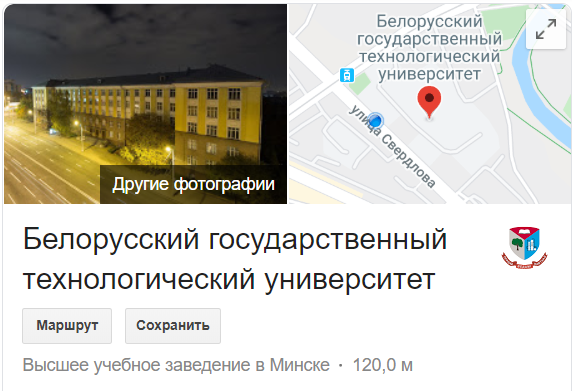 Белорусский
государственный
технологический
университет
улица Свердлова
Другие фотографии
Белорусский государственный
технологический университет
Маршрут
Сохранить
Высшее учебное заведение в Минске · 120,0 м